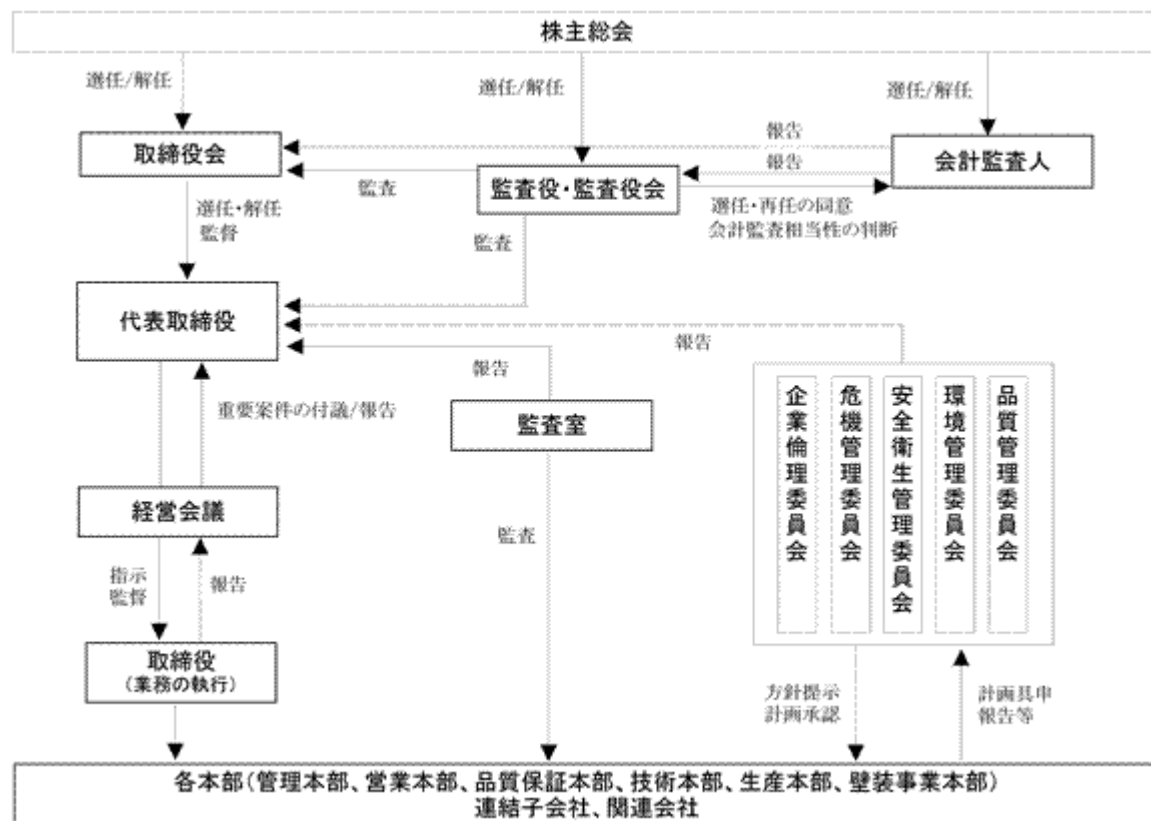 株主総会
選任/解任
選任/解任
選任/解任
取締役会
報告
報告
会計監査人
監査
監査役・監査役会
選任・再任の同意
会計監査相当性の判断
選任・解任
監督
監査
代表取締役
報告
報告
重要案件の付議/報告
監査室
企業倫理委員会
危機管理委員会
安全衛生管理委員会
環境管理委員会
品質管理委員会
経営会議
監査
指示
監督
報告
取締役
(業務の執行)
方針提示
計画承認
計画具申
報告等
各本部(管理本部、営業本部、品質保証本部、技術本部、生産本部、壁装事業本部)
連結子会社、関連会社